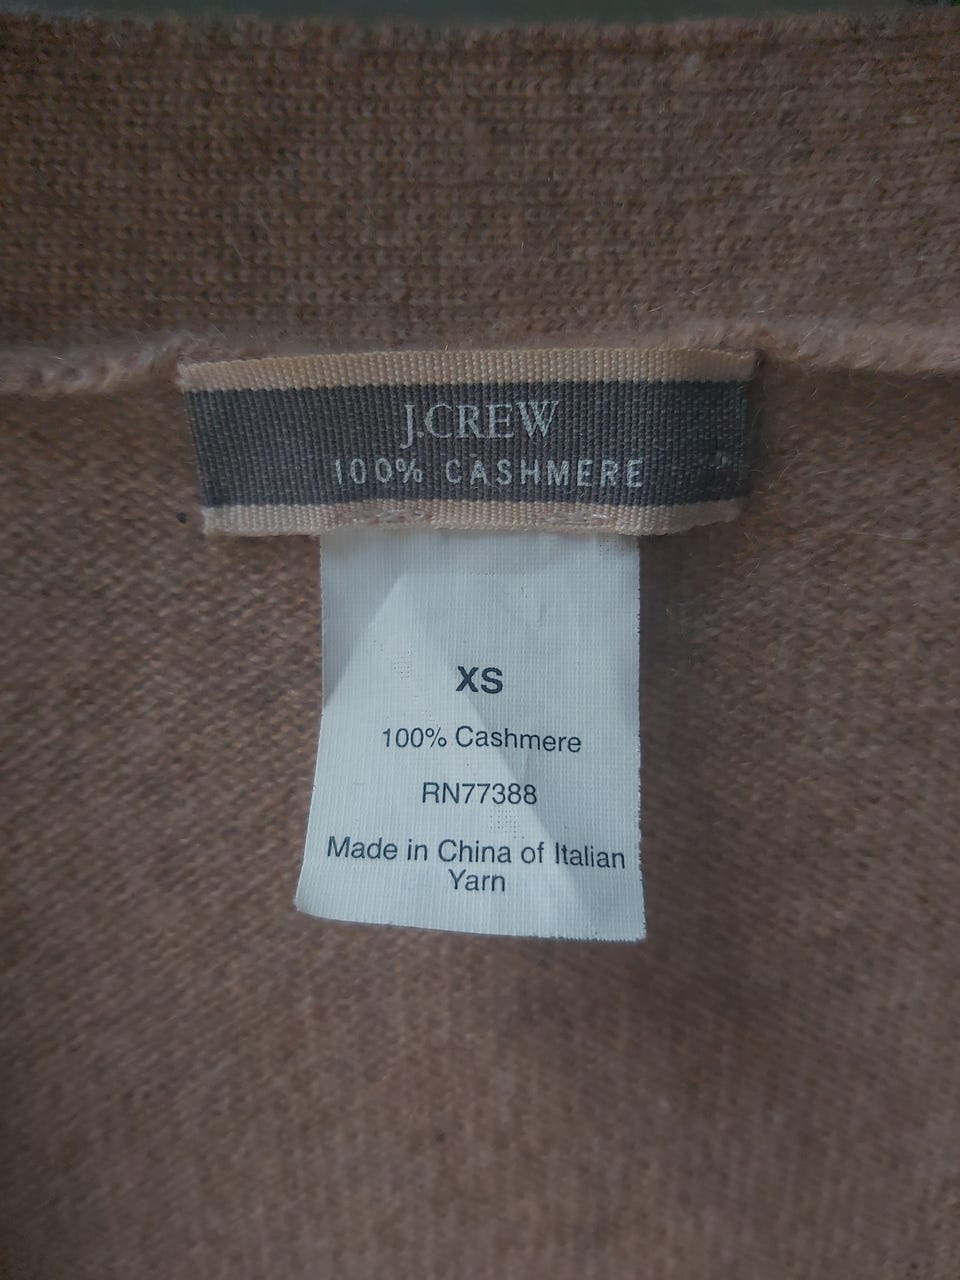 J.CREW
100% CASHMERE
XS
100% Cashmere
RN77388
Made in China of Italian
Yarn